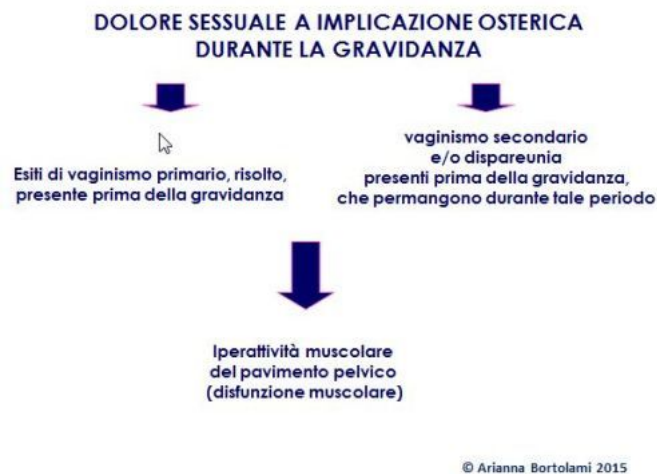 DOLORE SESSUALE A IMPLICAZIONE OSTERICA
DURANTE LA GRAVIDANZA
Esiti di vaginismo primario, risolto,
presente prima della gravidanza
vaginismo secondario
e/o dispareunia
presenti prima della gravidanza,
che permangono durante tale periodo
Iperattività muscolare
del pavimento pelvico
(disfunzione muscolare)
© Arianna Bortolami 2015